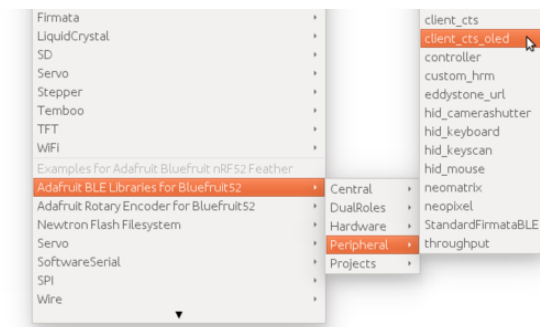 Firmata
LiquidCrystal
SD
Servo
Stepper
Temboo
TFT
WiFi
Examples for Adafruit Bluefruit nRF52 Feather
Adafruit BLE Libraries for Bluefruit52
Adafruit Rotary Encoder for Bluefruit52
Newtron Flash Filesystem
Servo
SoftwareSerial
SPI
Wire
Central
DualRoles
Hardware
Peripheral
Projects
client_cts
client_cts_oled
controller
custom_hrm
eddystone_url
hid_camerashutter
hid_keyboard
hid_keyscan
hid_mouse
neomatrix
neopixel
StandardFirmataBLE
throughput